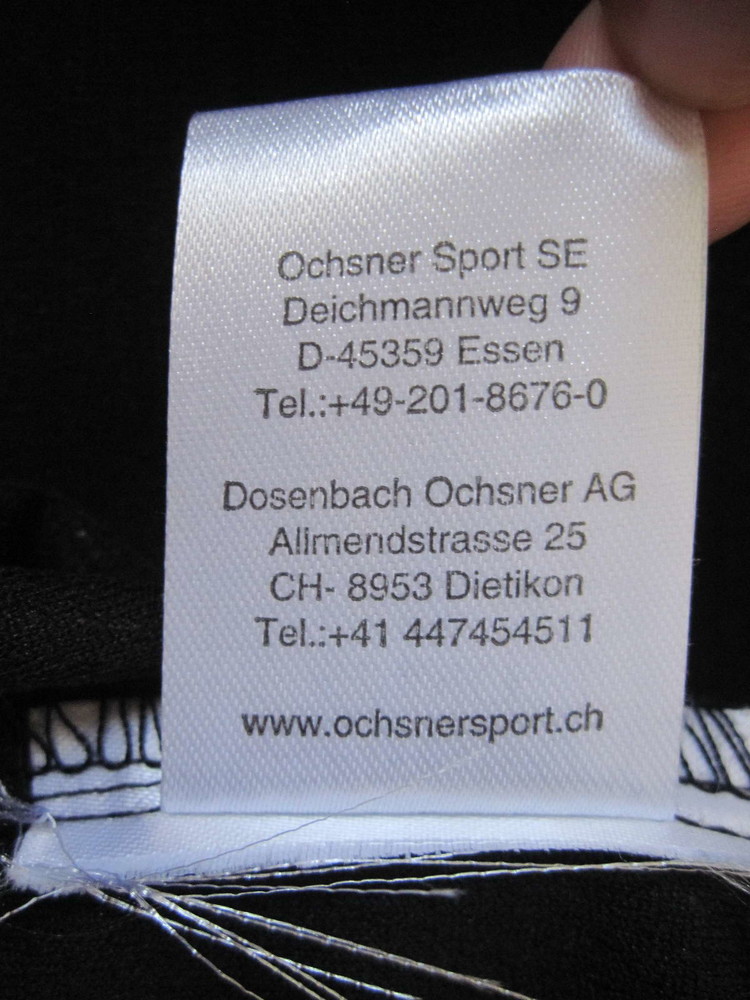 Ochsner Sport SE
Deichmannweg 9
D-45359 Essen
Tel.:+49-201-8676-0
Dosenbach Ochsner AG
Allmendstrasse 25
CH- 8953 Dietikon
Tel.:+41 447454511
www.ochsnersport.ch